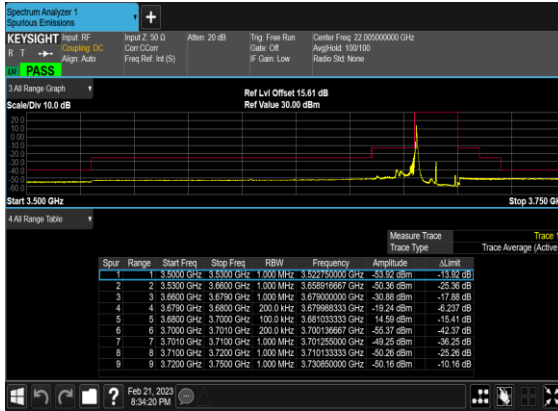 Spectrum Analyzer 1
Spurious Emissions
+
KEYSIGHT Input: RF
R T Coupling: DC
Align: Auto
Input Z: 50 Ω
Corr CCorr
Freq Ref: Int (S)
Atten: 20 dB
Trig: Free Run
Gate: Off
IF Gain: Low
Center Freq: 22.005000000 GHz
Avg|Hold: 100/100
Radio Std: None
PASS
3 All Range Graph
Ref Lvl Offset 15.61 dB
Scale/Div 10.0 dB Ref Value 30.00 dBm
20.0
10.0
0.00
-10.0
-20.0
-30.0
-40.0
-50.0
-60.0
Start 3.500 GHz Stop 3.750 GH
4 All Range Table
Measure Trace Trace 1
Trace Type Trace Average (Active
Spur Range Start Freq Stop Freq RBW Frequency Amplitude ΔLimit
1 1 3.5000 GHz 3.5300 GHz 1.000 MHz 3.522750000 GHz -53.92 dBm -13.92 dB
2 2 3.5300 GHz 3.6600 GHz 1.000 MHz 3.658916667 GHz -50.36 dBm -25.36 dB
3 3 3.6600 GHz 3.6790 GHz 1.000 MHz 3.679000000 GHz -30.88 dBm -17.88 dB
4 4 3.6790 GHz 3.6800 GHz 200.0 kHz 3.679988333 GHz -19.24 dBm -6.237 dB
5 5 3.6800 GHz 3.7000 GHz 100.0 kHz 3.681033333 GHz 14.59 dBm -15.41 dB
6 6 3.7000 GHz 3.7010 GHz 200.0 kHz 3.700136667 GHz -55.37 dBm -42.37 dB
7 7 3.7010 GHz 3.7100 GHz 1.000 MHz 3.701255000 GHz -49.25 dBm -36.25 dB
8 8 3.7100 GHz 3.7200 GHz 1.000 MHz 3.710133333 GHz -50.26 dBm -25.26 dB
9 9 3.7200 GHz 3.7500 GHz 1.000 MHz 3.730850000 GHz -50.16 dBm -10.16 dB
? Feb 21, 2023
8:34:20 PM